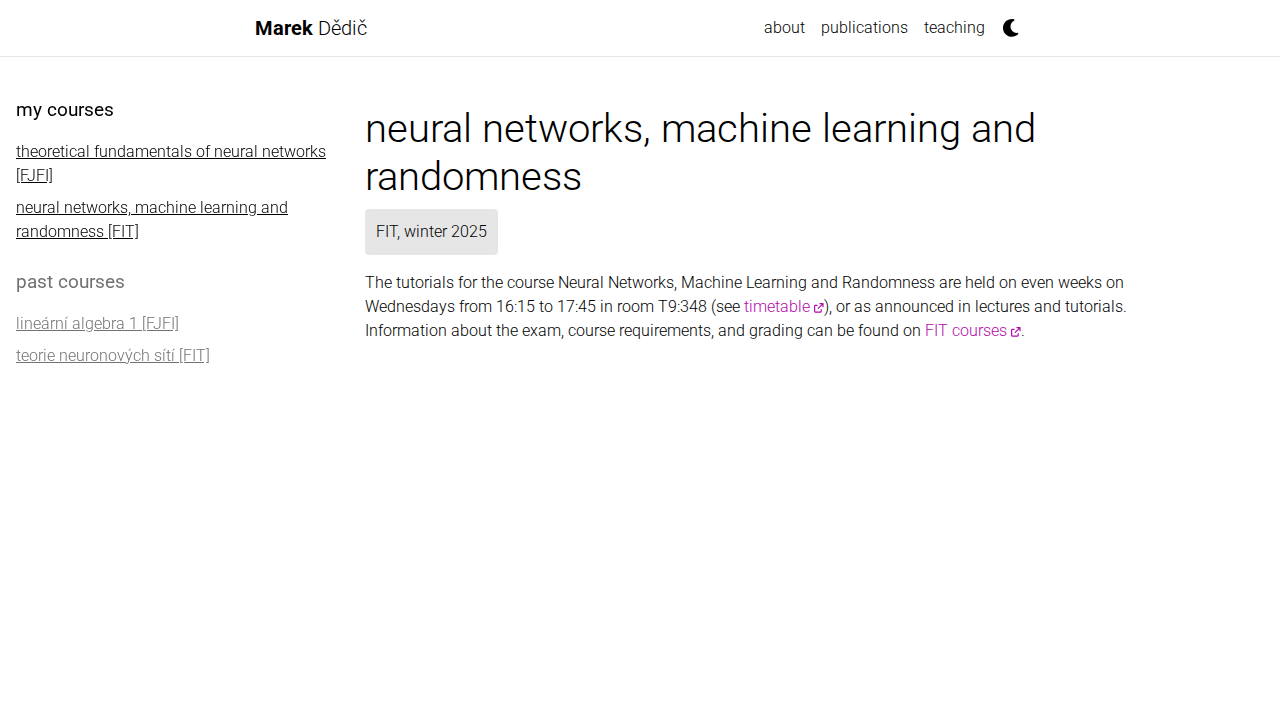 Marek Dědič
about publications teaching
my courses
theoretical fundamentals of neural networks
[FJFI]
neural networks, machine learning and
randomness [FIT]
past courses
lineární algebra 1 [FJFI]
teorie neuronových sítí [FIT]
neural networks, machine learning and
randomness
FIT, winter 2025
The tutorials for the course Neural Networks, Machine Learning and Randomness are held on even weeks on
Wednesdays from 16:15 to 17:45 in room T9:348 (see timetable), or as announced in lectures and tutorials.
Information about the exam, course requirements, and grading can be found on FIT courses.